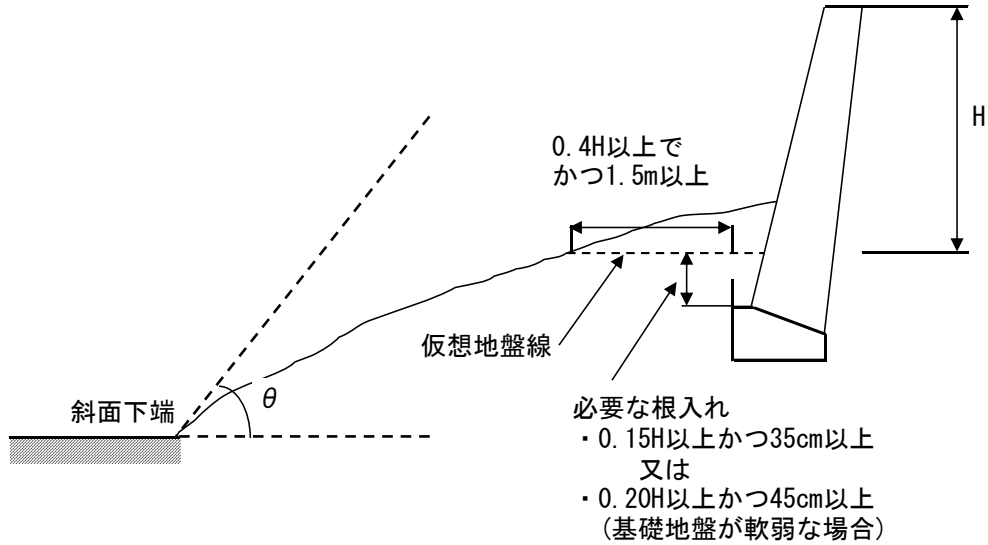 H
0.4H以上で
かつ1.5m以上
仮想地盤線
斜面下端
θ
必要な根入れ
・0.15H以上かつ35cm以上
又は
・0.20H以上かつ45cm以上
(基礎地盤が軟弱な場合)